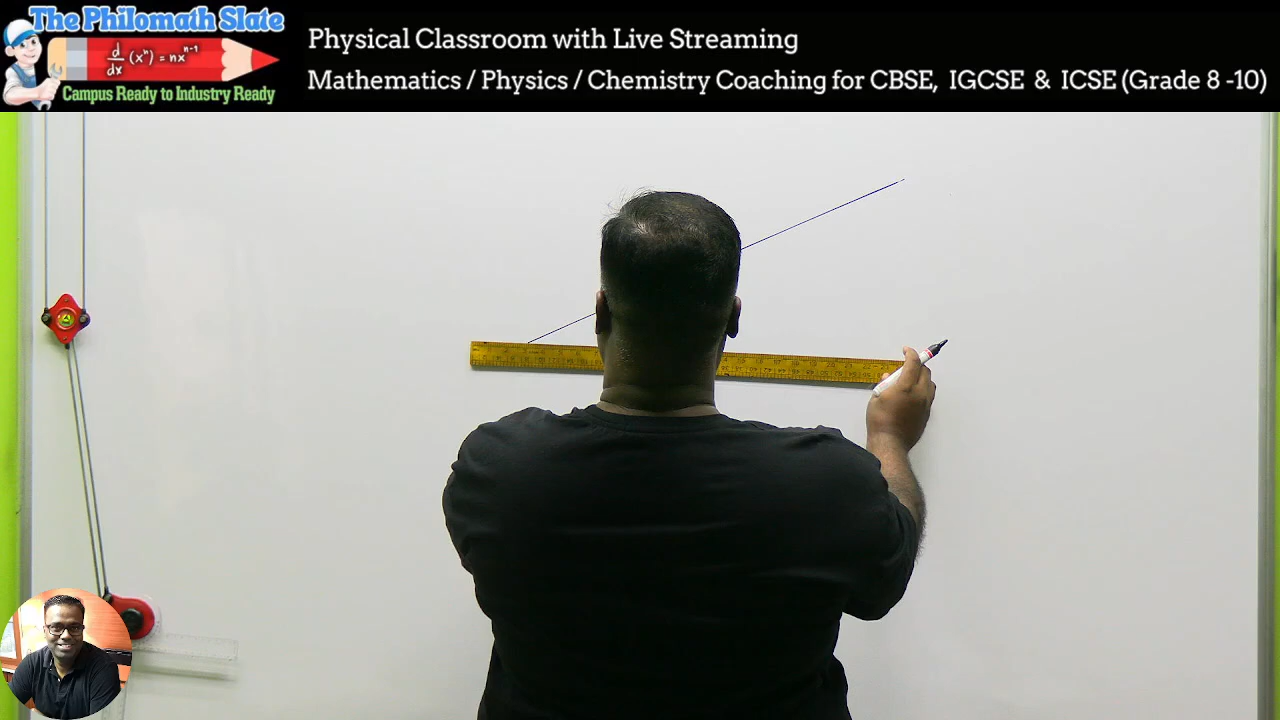 The Philomath Slate
d/dx (xⁿ) = nxⁿ⁻¹
Campus Ready to Industry Ready
Physical Classroom with Live Streaming
Mathematics / Physics / Chemistry Coaching for CBSE, IGCSE & ICSE (Grade 8 -10)